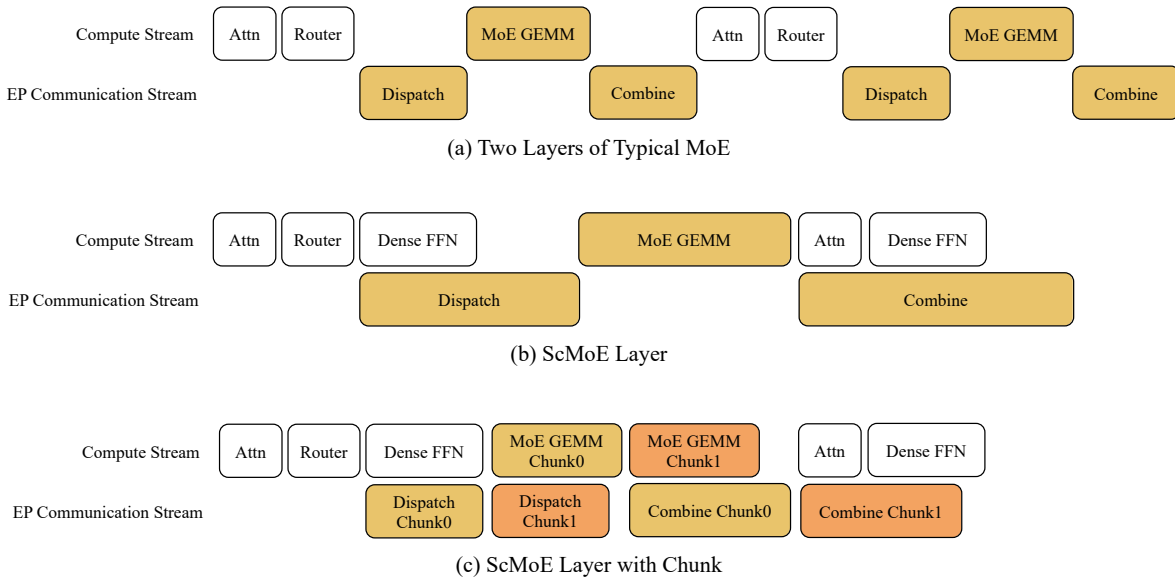 Compute Stream Attn Router MoE GEMM Attn Router MoE GEMM
EP Communication Stream Dispatch Combine Dispatch Combine
(a) Two Layers of Typical MoE
Compute Stream Attn Router Dense FFN MoE GEMM Attn Dense FFN
EP Communication Stream Dispatch Combine
(b) ScMoE Layer
Compute Stream Attn Router Dense FFN MoE GEMM Chunk0 MoE GEMM Chunk1 Attn Dense FFN
EP Communication Stream Dispatch Chunk0 Dispatch Chunk1 Combine Chunk0 Combine Chunk1
(c) ScMoE Layer with Chunk